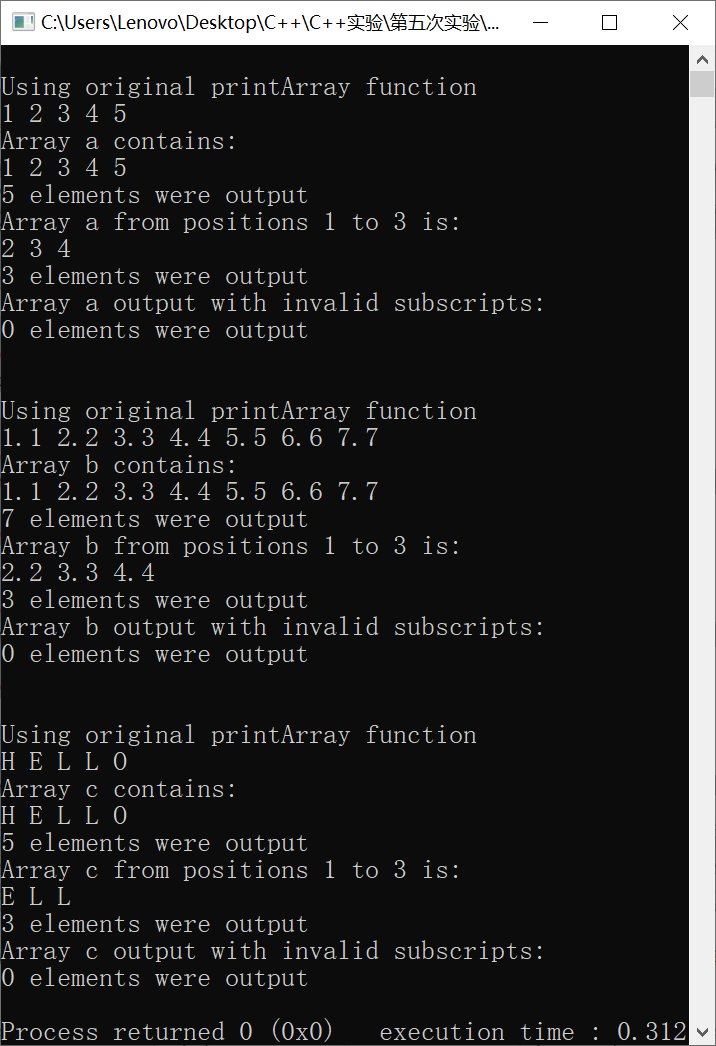 C:\Users\Lenovo\Desktop\C++\C++实验\第五次实验\...
Using original printArray function
1 2 3 4 5
Array a contains:
1 2 3 4 5
5 elements were output
Array a from positions 1 to 3 is:
2 3 4
3 elements were output
Array a output with invalid subscripts:
0 elements were output
Using original printArray function
1.1 2.2 3.3 4.4 5.5 6.6 7.7
Array b contains:
1.1 2.2 3.3 4.4 5.5 6.6 7.7
7 elements were output
Array b from positions 1 to 3 is:
2.2 3.3 4.4
3 elements were output
Array b output with invalid subscripts:
0 elements were output
Using original printArray function
H E L L O
Array c contains:
H E L L O
5 elements were output
Array c from positions 1 to 3 is:
E L L
3 elements were output
Array c output with invalid subscripts:
0 elements were output
Process returned 0 (0x0)   execution time : 0.312